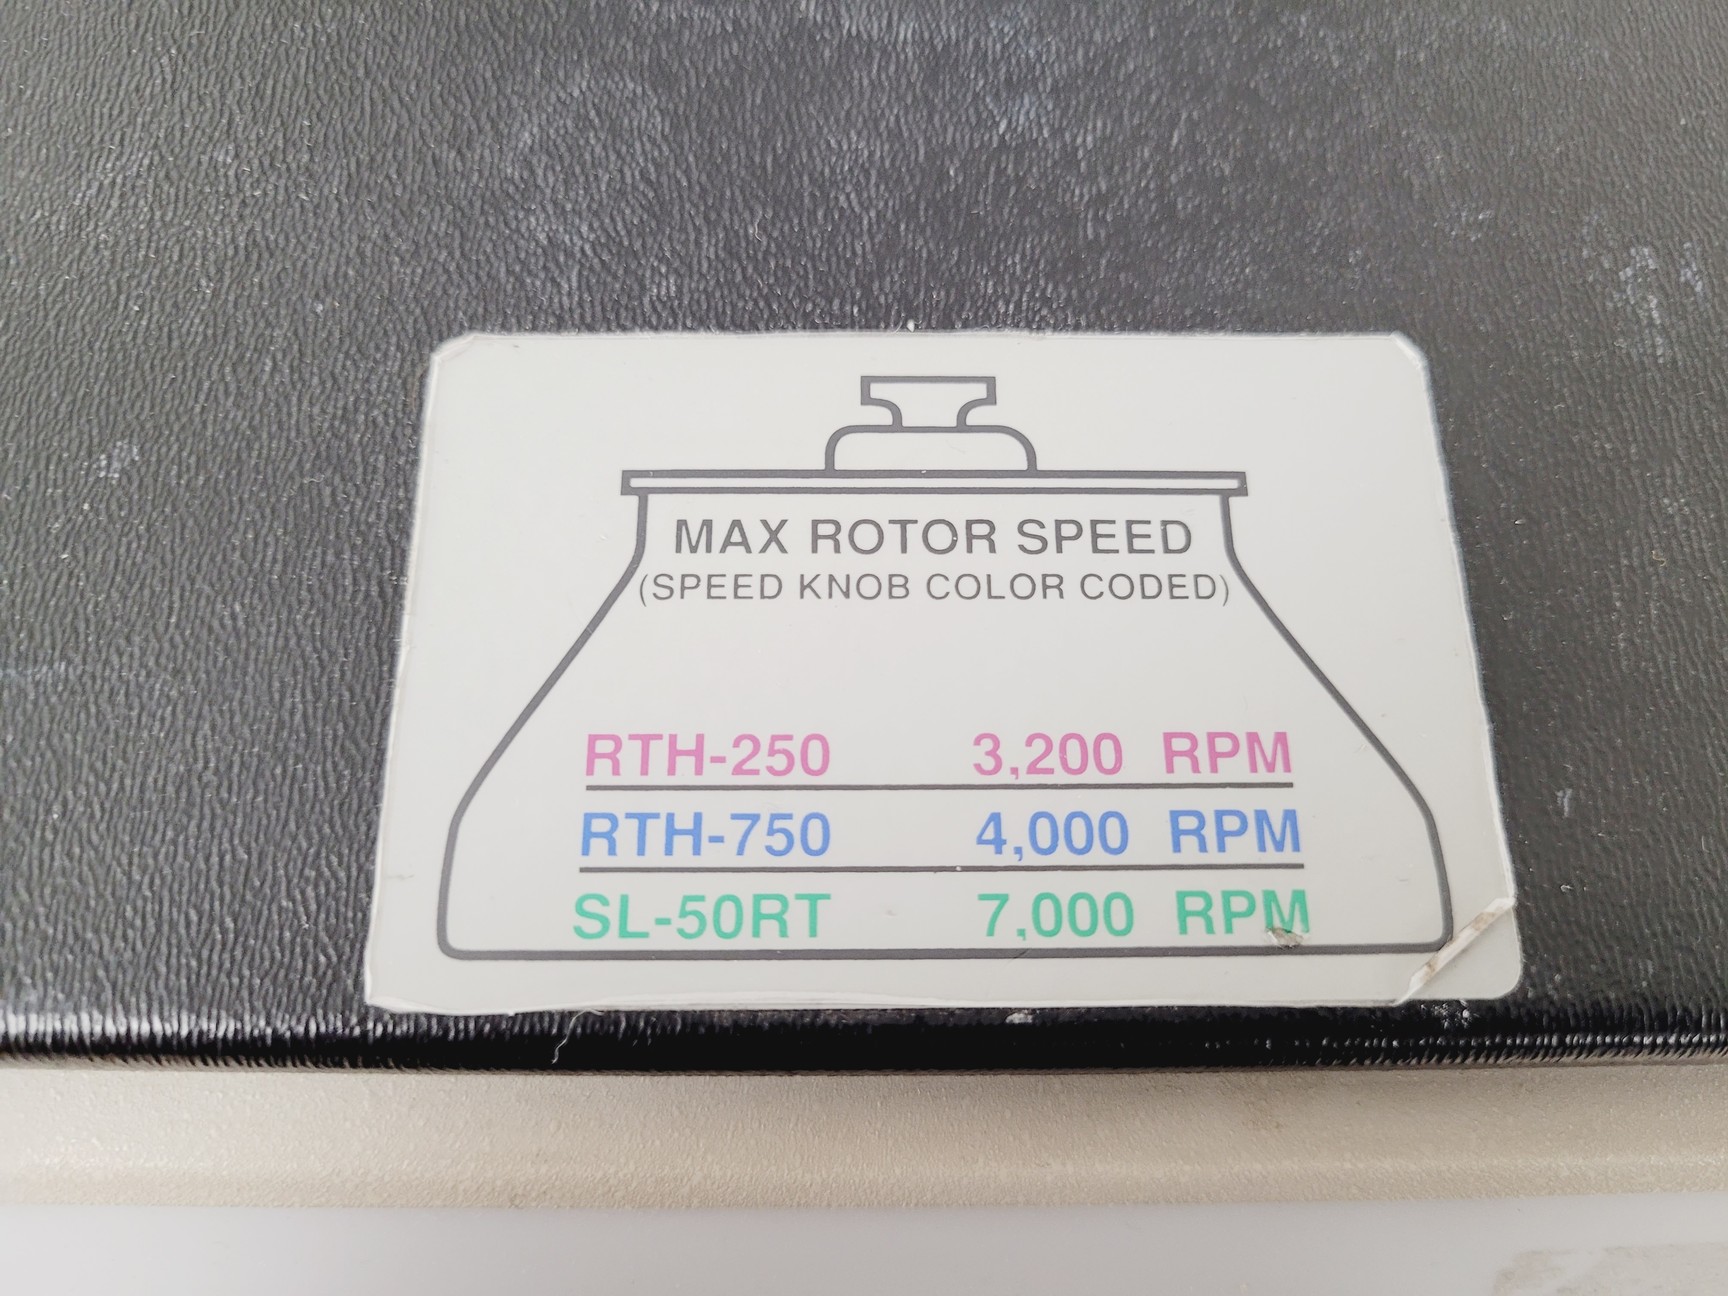 MAX ROTOR SPEED
(SPEED KNOB COLOR CODED)
RTH-250 3,200 RPM
RTH-750 4,000 RPM
SL-50RT 7,000 RPM